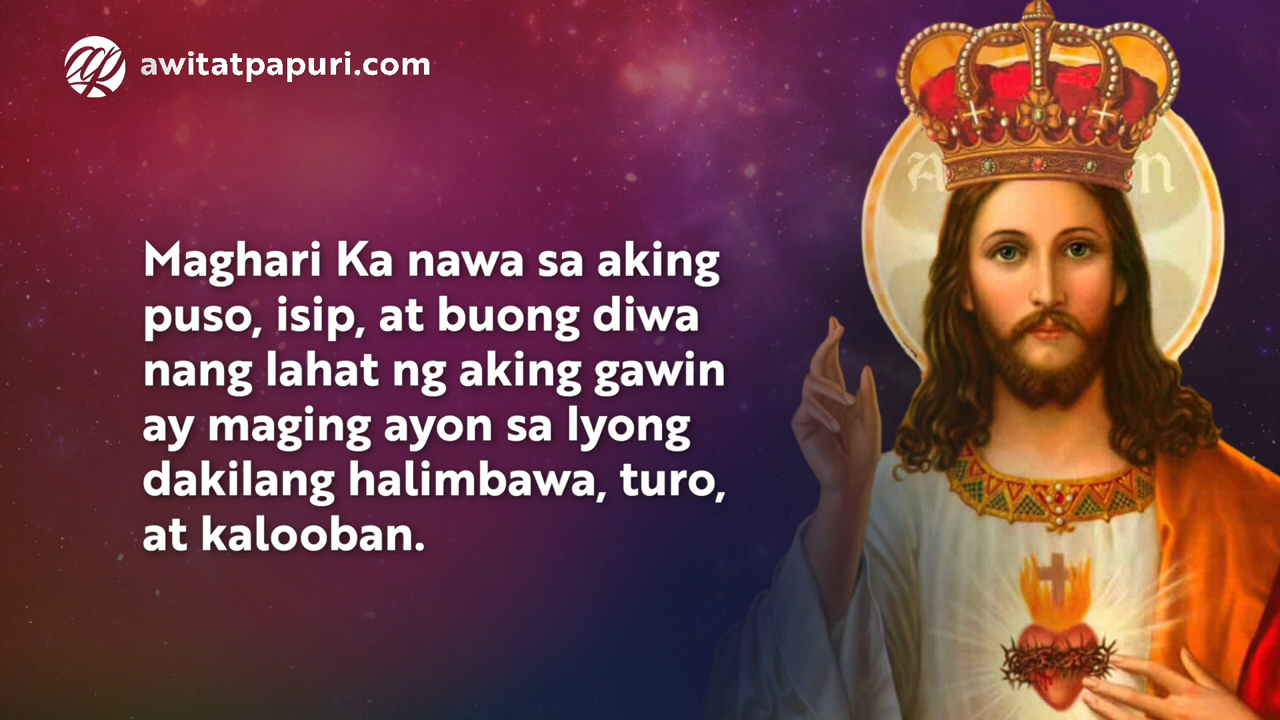 awitatpapuri.com
Maghari Ka nawa sa aking
puso, isip, at buong diwa
nang lahat ng aking gawin
ay maging ayon sa Iyong
dakilang halimbawa, turo,
at kalooban.